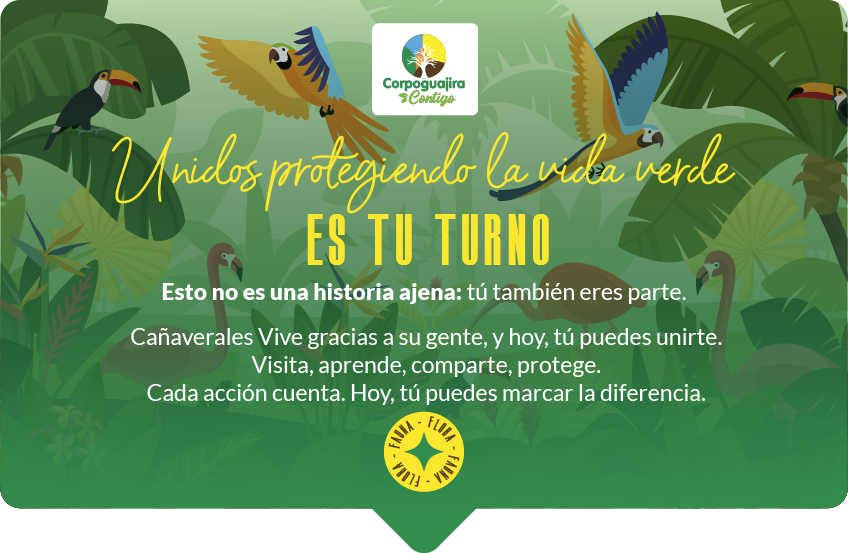 Corpoguajira
Contigo
Unidos protegiendo la vida verde
ES TU TURNO
Esto no es una historia ajena: tú también eres parte.
Cañaverales Vive gracias a su gente, y hoy, tú puedes unirte.
Visita, aprende, comparte, protege.
Cada acción cuenta. Hoy, tú puedes marcar la diferencia.
FAUNA - FLORA - FAUNA - FLORA -